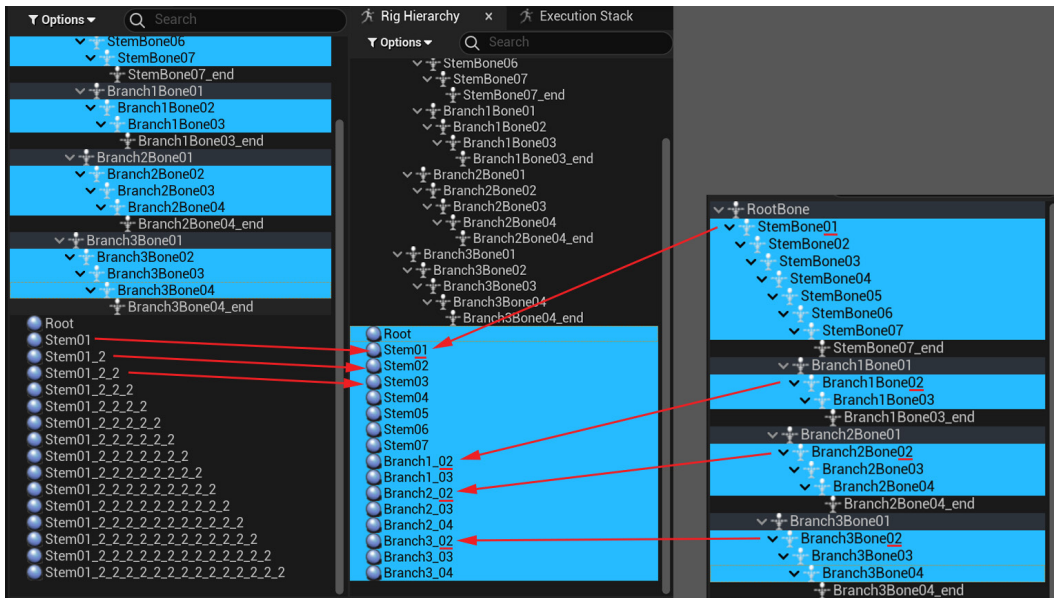 Options
Search
StemBone06
StemBone07
StemBone07_end
Branch1Bone01
Branch1Bone02
Branch1Bone03
Branch1Bone03_end
Branch2Bone01
Branch2Bone02
Branch2Bone03
Branch2Bone04
Branch2Bone04_end
Branch3Bone01
Branch3Bone02
Branch3Bone03
Branch3Bone04
Branch3Bone04_end
Root
Stem01
Stem01_2
Stem01_2_2
Stem01_2_2_2
Stem01_2_2_2_2
Stem01_2_2_2_2_2
Stem01_2_2_2_2_2_2
Stem01_2_2_2_2_2_2_2
Stem01_2_2_2_2_2_2_2_2
Stem01_2_2_2_2_2_2_2_2_2
Stem01_2_2_2_2_2_2_2_2_2_2
Stem01_2_2_2_2_2_2_2_2_2_2_2
Stem01_2_2_2_2_2_2_2_2_2_2_2_2
Stem01_2_2_2_2_2_2_2_2_2_2_2_2_2
Stem01_2_2_2_2_2_2_2_2_2_2_2_2_2_2
Rig Hierarchy x Execution Stack
Options
Search
StemBone06
StemBone07
StemBone07_end
Branch1Bone01
Branch1Bone02
Branch1Bone03
Branch1Bone03_end
Branch2Bone01
Branch2Bone02
Branch2Bone03
Branch2Bone04
Branch2Bone04_end
Branch3Bone01
Branch3Bone02
Branch3Bone03
Branch3Bone04
Branch3Bone04_end
Root
Stem01
Stem02
Stem03
Stem04
Stem05
Stem06
Stem07
Branch1_02
Branch1_03
Branch2_02
Branch2_03
Branch2_04
Branch3_02
Branch3_03
Branch3_04
RootBone
StemBone01
StemBone02
StemBone03
StemBone04
StemBone05
StemBone06
StemBone07
StemBone07_end
Branch1Bone01
Branch1Bone02
Branch1Bone03
Branch1Bone03_end
Branch2Bone01
Branch2Bone02
Branch2Bone03
Branch2Bone04
Branch2Bone04_end
Branch3Bone01
Branch3Bone02
Branch3Bone03
Branch3Bone04
Branch3Bone04_end